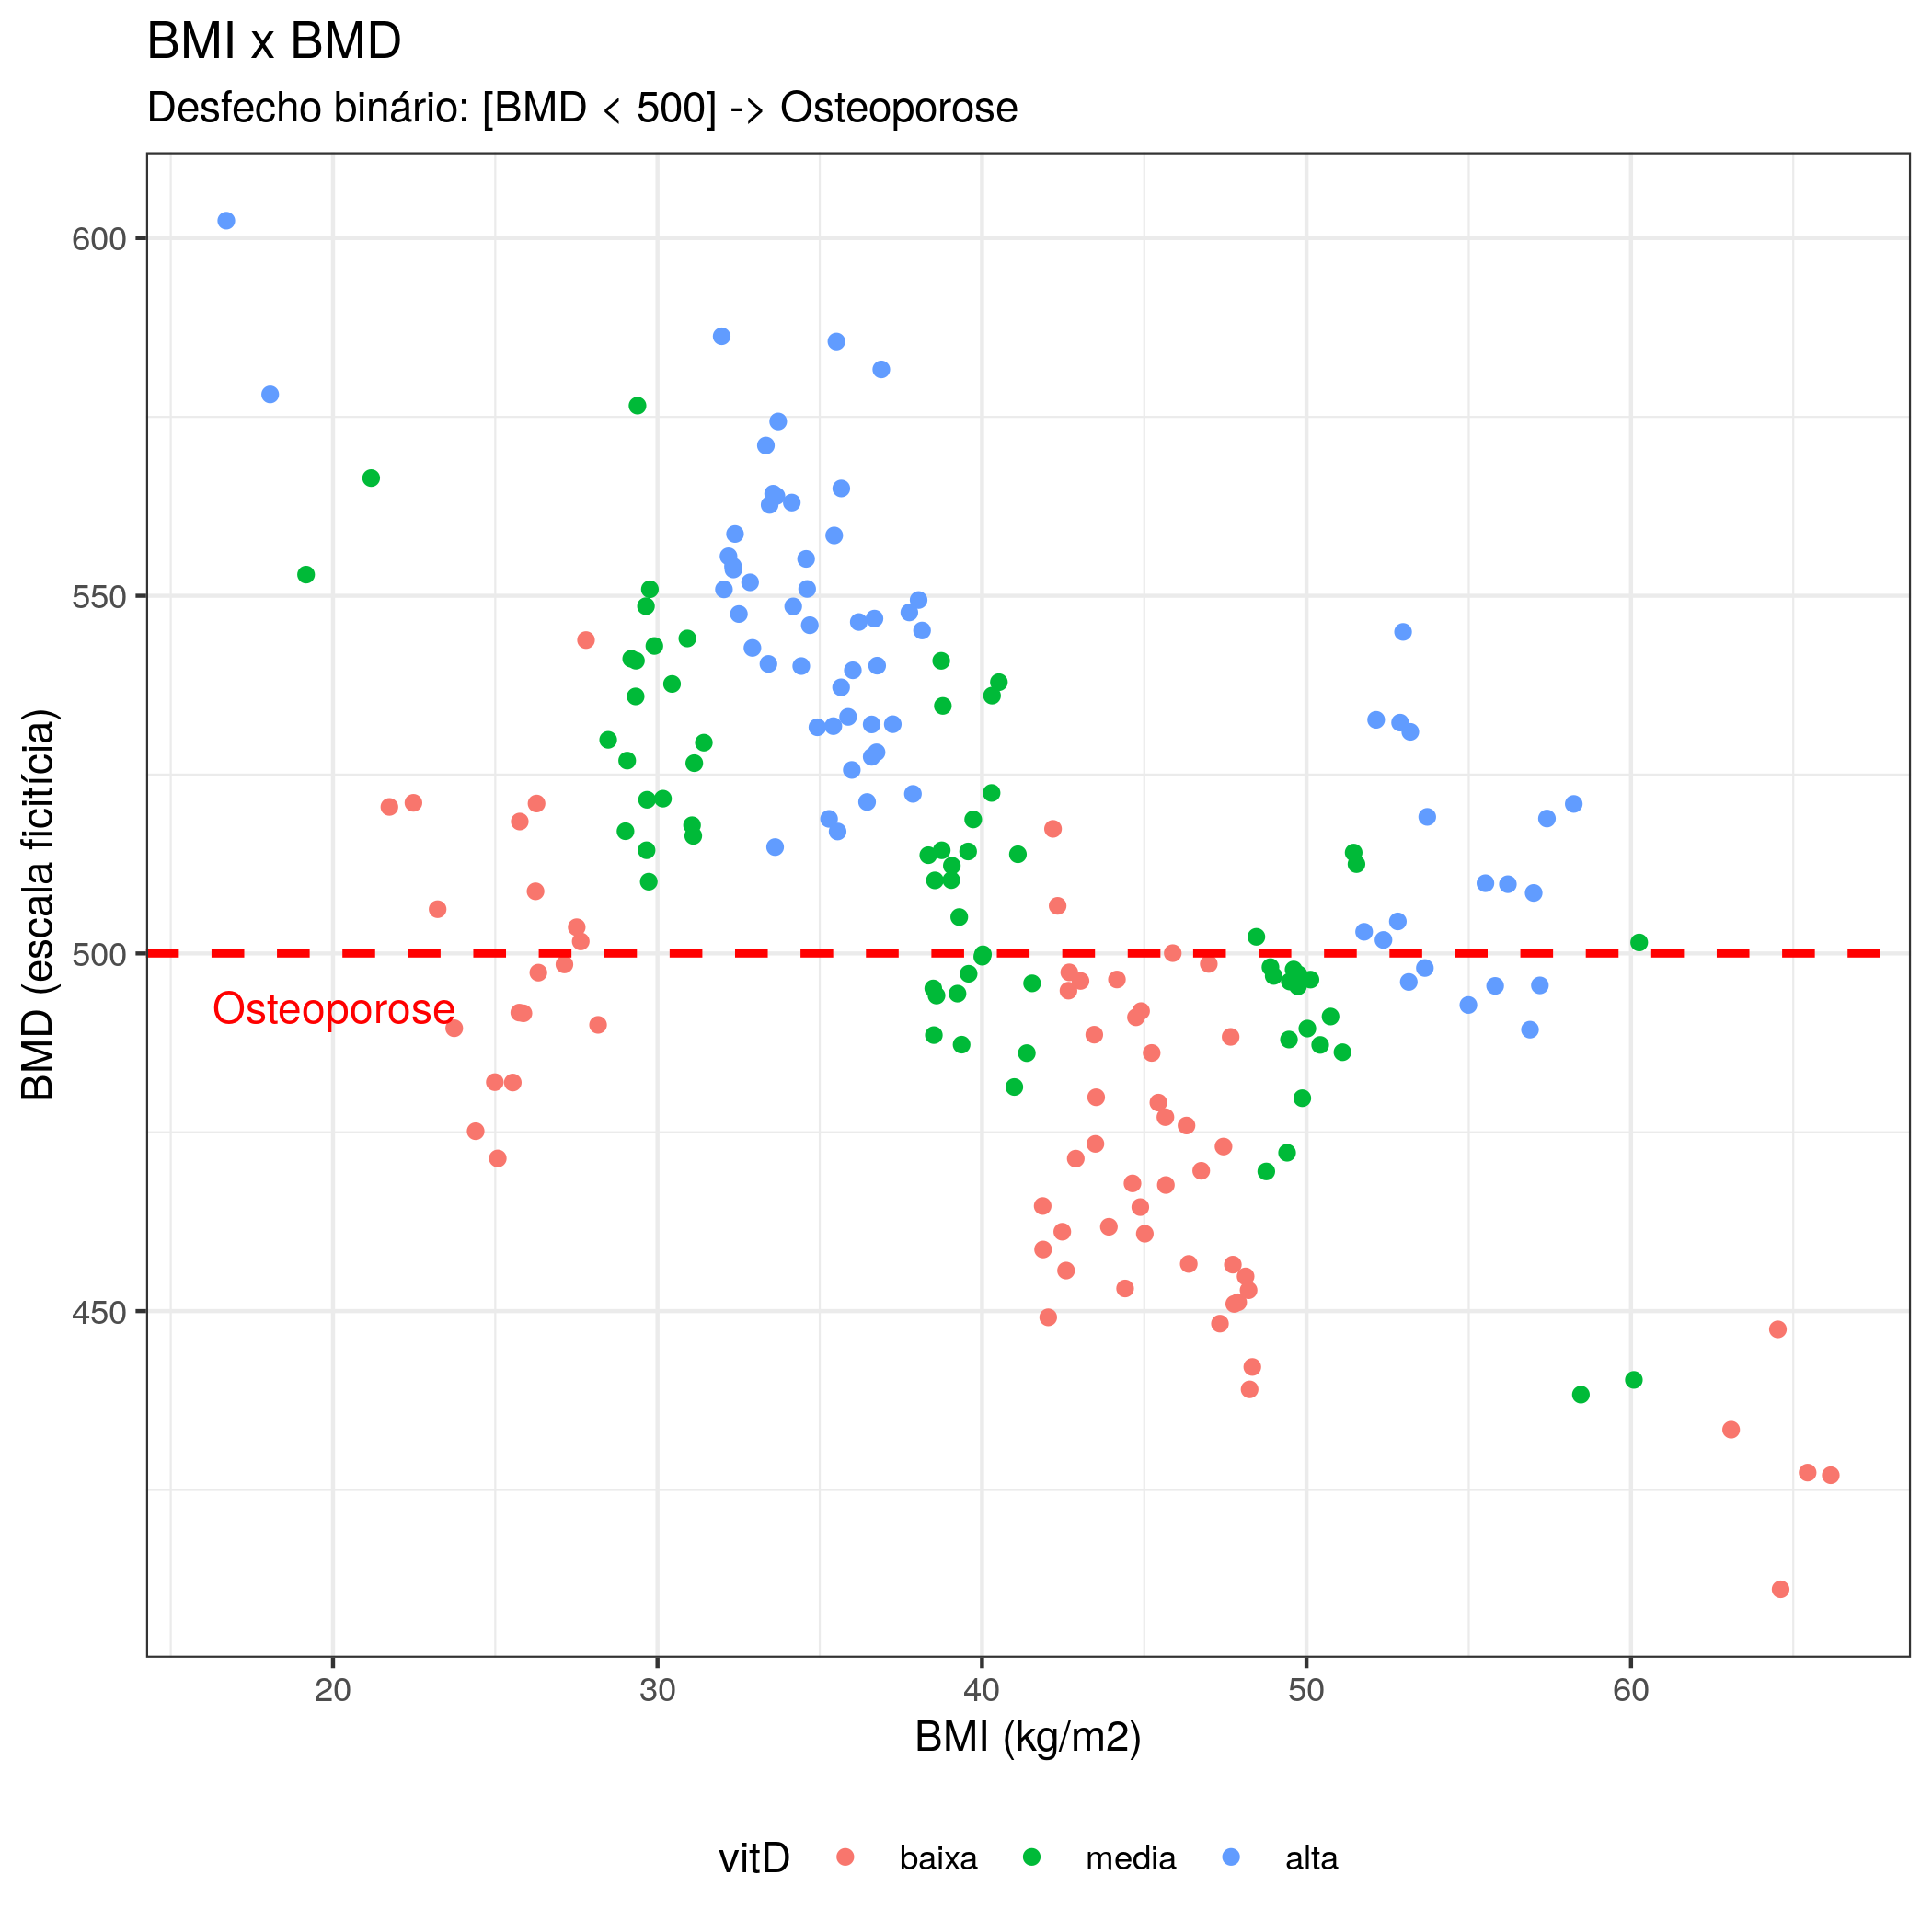 BMI x BMD
Desfecho binário: [BMD < 500] -> Osteoporose
BMD (escala ficitícia)
600
550
500
450
Osteoporose
20 30 40 50 60
BMI (kg/m2)
vitD baixa media alta